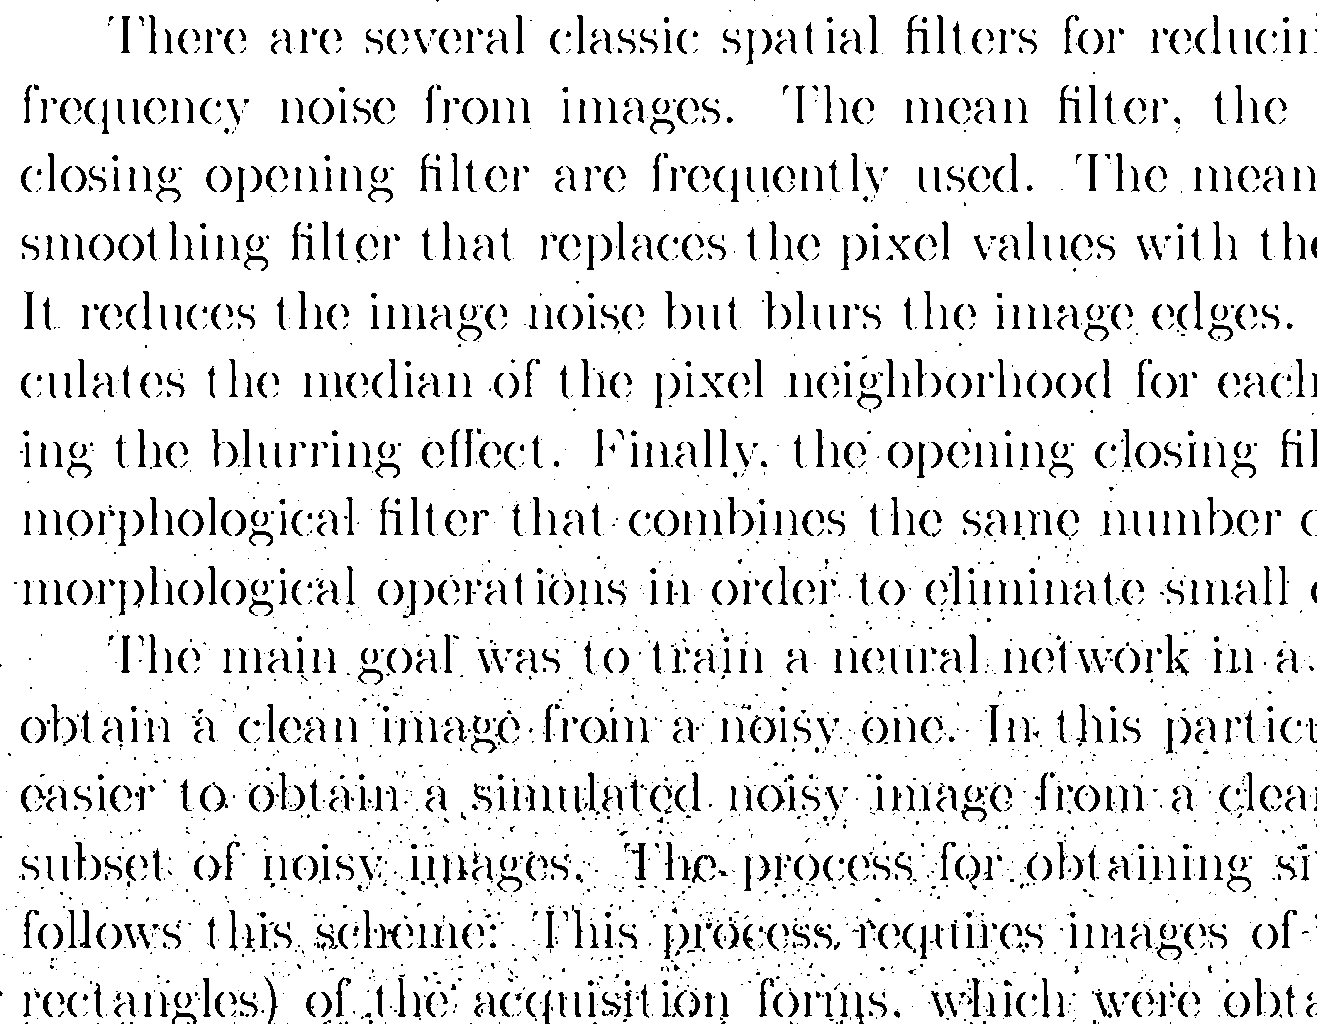 There are several classic spatial filters for reducin
frequency noise from images. The mean filter, the
closing opening filter are frequently used. The mean
smoothing filter that replaces the pixel values with the
It reduces the image noise but blurs the image edges.
culates the median of the pixel neighborhood for each
ing the blurring effect. Finally, the opening closing fil
morphological filter that combines the same number o
morphological operations in order to eliminate small
The main goal was to train a neural network in a
obtain a clean image from a noisy one. In this particu
easier to obtain a simulated noisy image from a clea
subset of noisy images. The process for obtaining si
follows this scheme: This process requires images of
rectangles) of the acquisition forms, which were obta